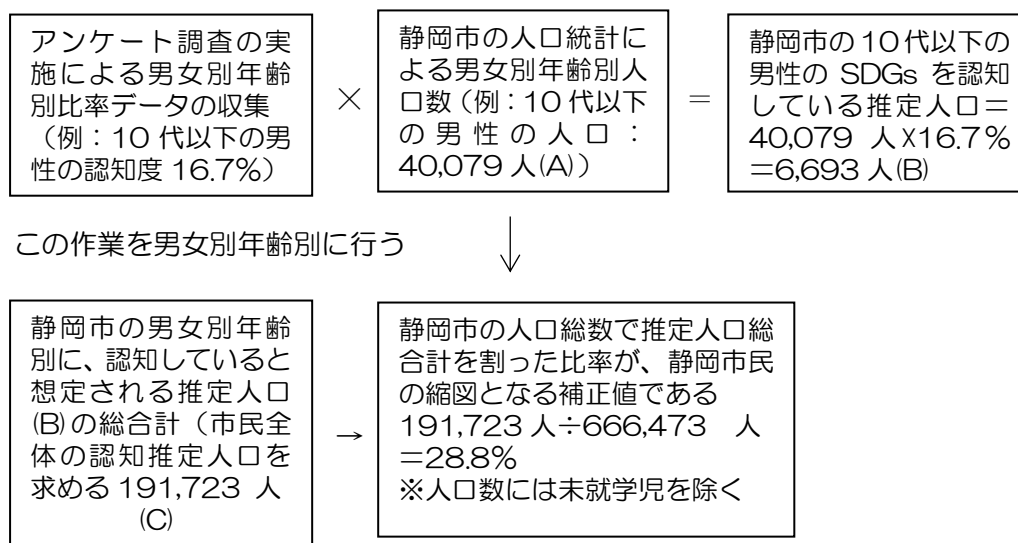 アンケート調査の実
施による男女別年齢
別比率データの収集
(例：10 代以下の男
性の認知度 16.7％)
×
静岡市の人口統計に
よる男女別年齢別人
口数（例：10 代以下
の男性の人口：
40,079 人(A)）
＝
静岡市の 10 代以下の
男性の SDGs を認知
している推定人口＝
40,079 人 X16.7％
＝6,693 人(B)
この作業を男女別年齢別に行う
↓
静岡市の男女別年齢
別に、認知していると
想定される推定人口
(B)の総合計（市民全
体の認知推定人口を
求める 191,723 人
(C)
→
静岡市の人口総数で推定人口総
合計を割った比率が、静岡市民
の縮図となる補正値である
191,723 人÷666,473 人
＝28.8％
※人口数には未就学児を除く